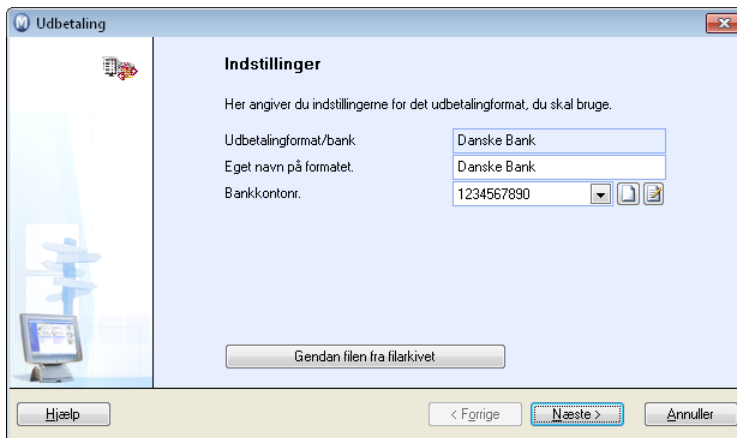 Udbetaling
Indstillinger
Her angiver du indstillingerne for det udbetalingformat, du skal bruge.
Udbetalingformat/bank Danske Bank
Eget navn på formatet. Danske Bank
Bankkontonr. 1234567890
Gendan filen fra filarkivet
Hjælp < Forrige Næste > Annuller